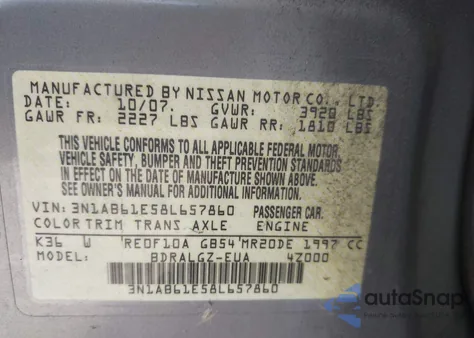 MANUFACTURED BY NISSAN MOTOR CO., LTD.
DATE: 10/07. GVWR: 3920 LBS
GAWR FR: 2227 LBS GAWR RR: 1810 LBS
THIS VEHICLE CONFORMS TO ALL APPLICABLE FEDERAL MOTOR
VEHICLE SAFETY, BUMPER AND THEFT PREVENTION STANDARDS
IN EFFECT ON THE DATE OF MANUFACTURE SHOWN ABOVE.
SEE OWNER'S MANUAL FOR ADDITIONAL INFORMATION.
VIN: 3N1AB61E58L657860 PASSENGER CAR.
COLOR TRIM TRANS AXLE ENGINE
K36 W RE0F10A GB54 MR20DE 1997 CC
MODEL: BDRALGZ-EUA 4Z000
3N1AB61E58L657860
autoSnap